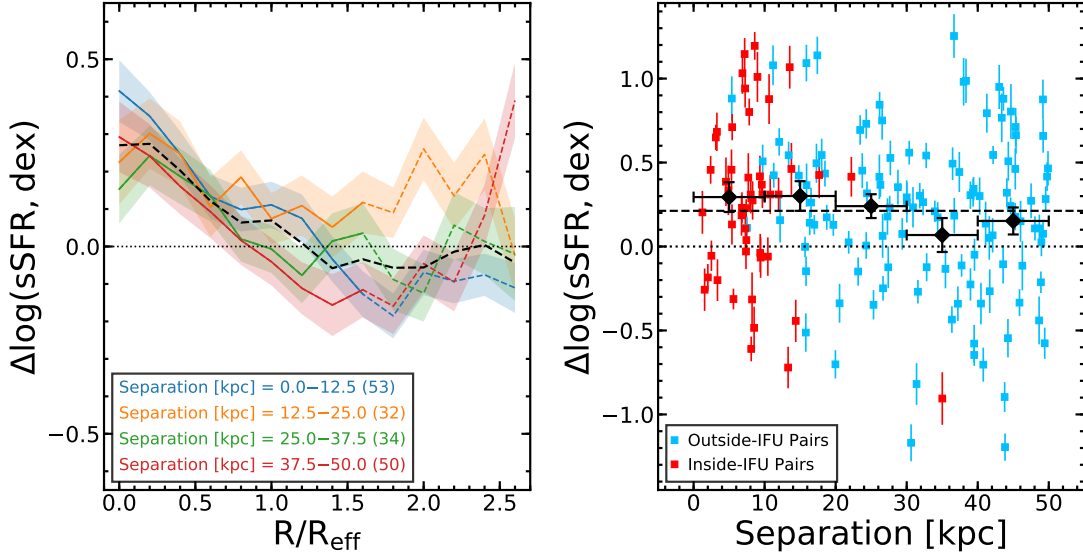 0.5
0.0
−0.5
Δlog(sSFR, dex)
Separation [kpc] = 0.0−12.5 (53)
Separation [kpc] = 12.5−25.0 (32)
Separation [kpc] = 25.0−37.5 (34)
Separation [kpc] = 37.5−50.0 (50)
0.0 0.5 1.0 1.5 2.0 2.5
R/Reff
1.0
0.5
0.0
−0.5
−1.0
Δlog(sSFR, dex)
Outside-IFU Pairs
Inside-IFU Pairs
0 10 20 30 40 50
Separation [kpc]